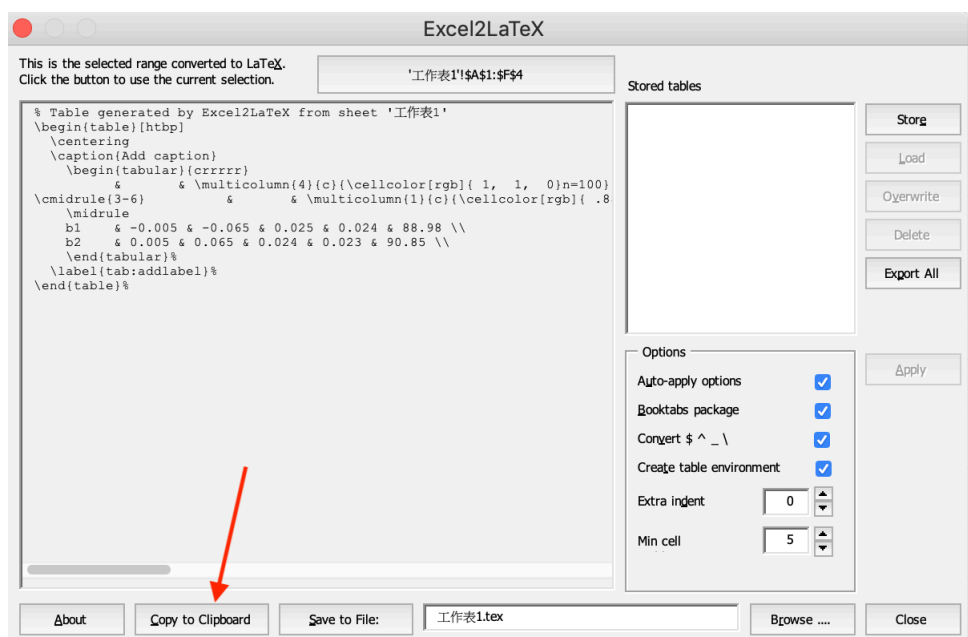 Excel2LaTeX
This is the selected range converted to LaTeX.
Click the button to use the current selection.
'工作表1'!$A$1:$F$4
Stored tables
% Table generated by Excel2LaTeX from sheet '工作表1'
\begin{table}[htbp]
\centering
\caption{Add caption}
\begin{tabular}{crrrrr}
& & \multicolumn{4}{c}{\cellcolor[rgb]{ 1, 1, 0}n=100}
\cmidrule{3-6} & & \multicolumn{1}{c}{\cellcolor[rgb]{ .8
\midrule
b1 & -0.005 & -0.065 & 0.025 & 0.024 & 88.98 \\
b2 & 0.005 & 0.065 & 0.024 & 0.023 & 90.85 \\
\end{tabular}%
\label{tab:addlabel}%
\end{table}%
Store
Load
Overwrite
Delete
Export All
Options
Auto-apply options
Booktabs package
Convert $ ^ _ \
Create table environment
Extra indent 0
Min cell 5
Apply
About
Copy to Clipboard
Save to File:
工作表1.tex
Browse ....
Close